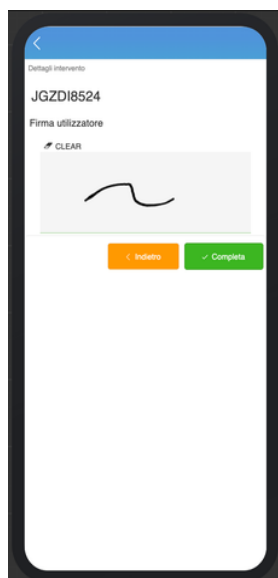 Dettagli intervento
JGZDI8524
Firma utilizzatore
CLEAR
Indietro
Completa